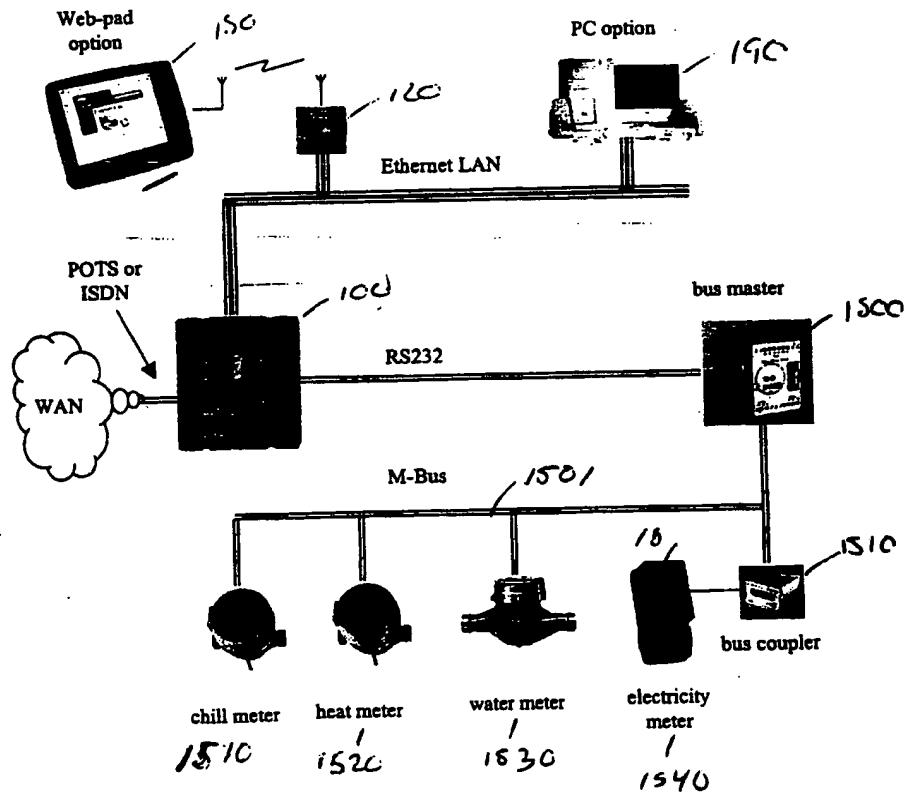 Web-pad
option
150
120
PC option
190
Ethernet LAN
POTS or
ISDN
100
bus master
1500
RS232
WAN
M-Bus
1501
18
1510
bus coupler
chill meter
1510
heat meter
1520
water meter
1530
electricity
meter
1540